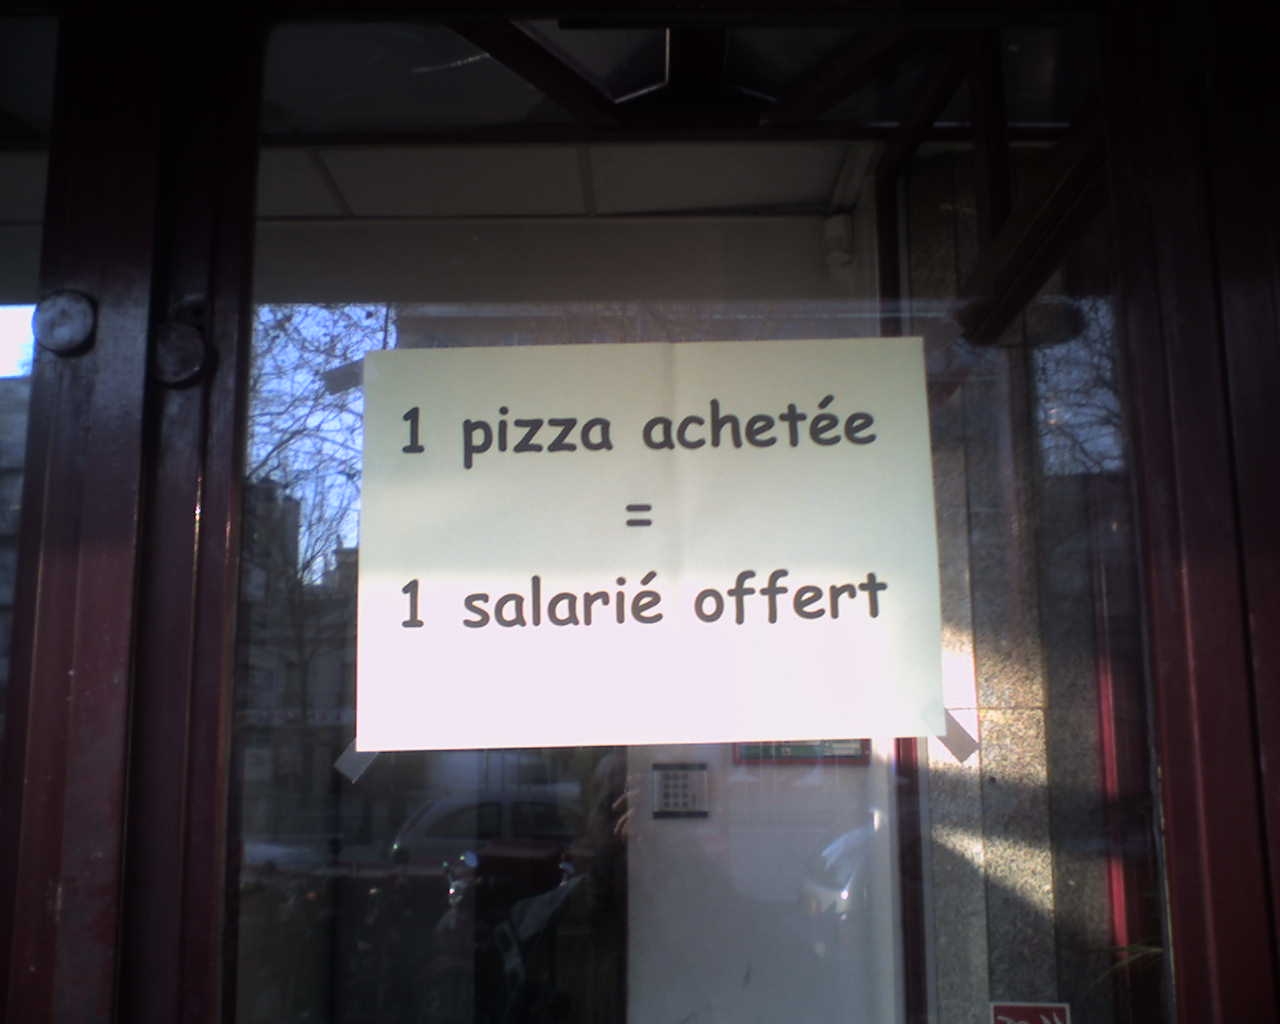 1 pizza achetée
=
1 salarié offert